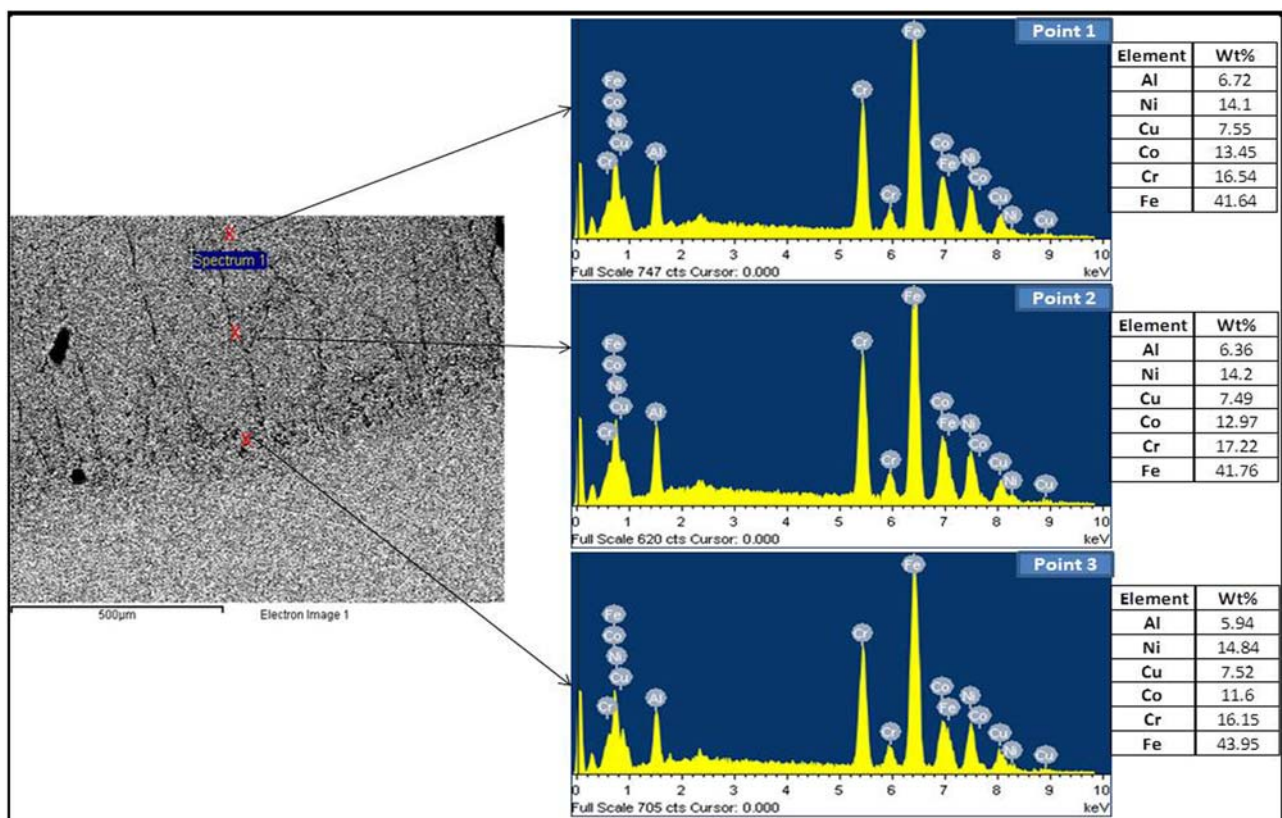 Spectrum 1
500µm
Electron Image 1
Point 1
Fe
Fe
Co
Ni
Cu
Cr
Al
Cr
Cr
Co
Fe
Ni
Co
Cu
Ni
Cu
0 1 2 3 4 5 6 7 8 9 10
Full Scale 747 cts Cursor: 0.000 keV
Element Wt%
Al 6.72
Ni 14.1
Cu 7.55
Co 13.45
Cr 16.54
Fe 41.64
Point 2
Fe
Fe
Co
Ni
Cu
Cr
Al
Cr
Cr
Co
Fe
Ni
Co
Cu
Ni
Cu
0 1 2 3 4 5 6 7 8 9 10
Full Scale 620 cts Cursor: 0.000 keV
Element Wt%
Al 6.36
Ni 14.2
Cu 7.49
Co 12.97
Cr 17.22
Fe 41.76
Point 3
Fe
Fe
Co
Ni
Cu
Cr
Al
Cr
Cr
Co
Fe
Ni
Co
Cu
Ni
Cu
0 1 2 3 4 5 6 7 8 9 10
Full Scale 705 cts Cursor: 0.000 keV
Element Wt%
Al 5.94
Ni 14.84
Cu 7.52
Co 11.6
Cr 16.15
Fe 43.95